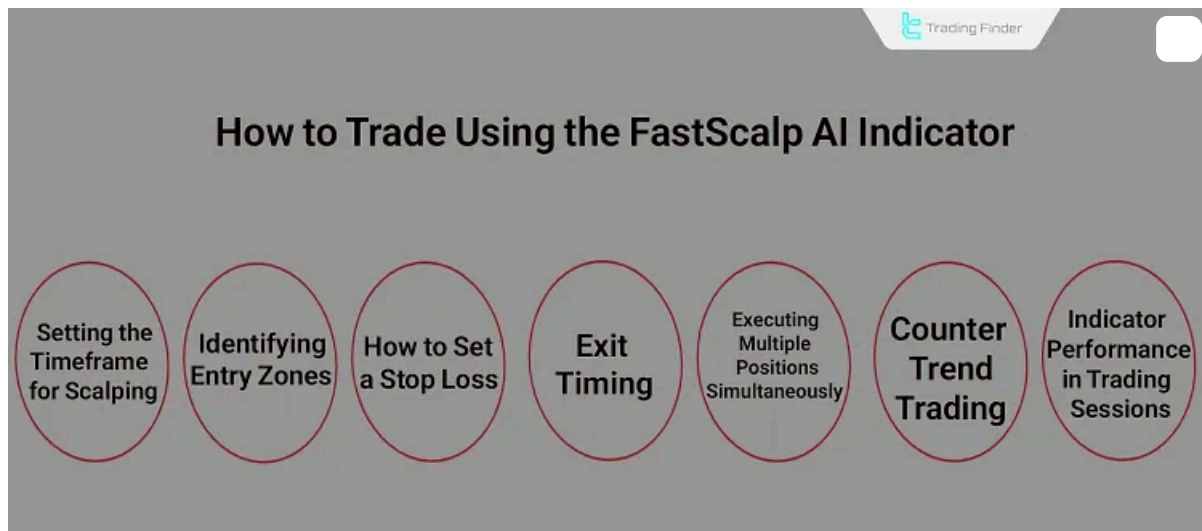 Trading Finder
How to Trade Using the FastScalp AI Indicator
Setting the
Timeframe
for Scalping
Identifying
Entry Zones
How to Set
a Stop Loss
Exit
Timing
Executing
Multiple
Positions
Simultaneously
Counter
Trend
Trading
Indicator
Performance
in Trading
Sessions